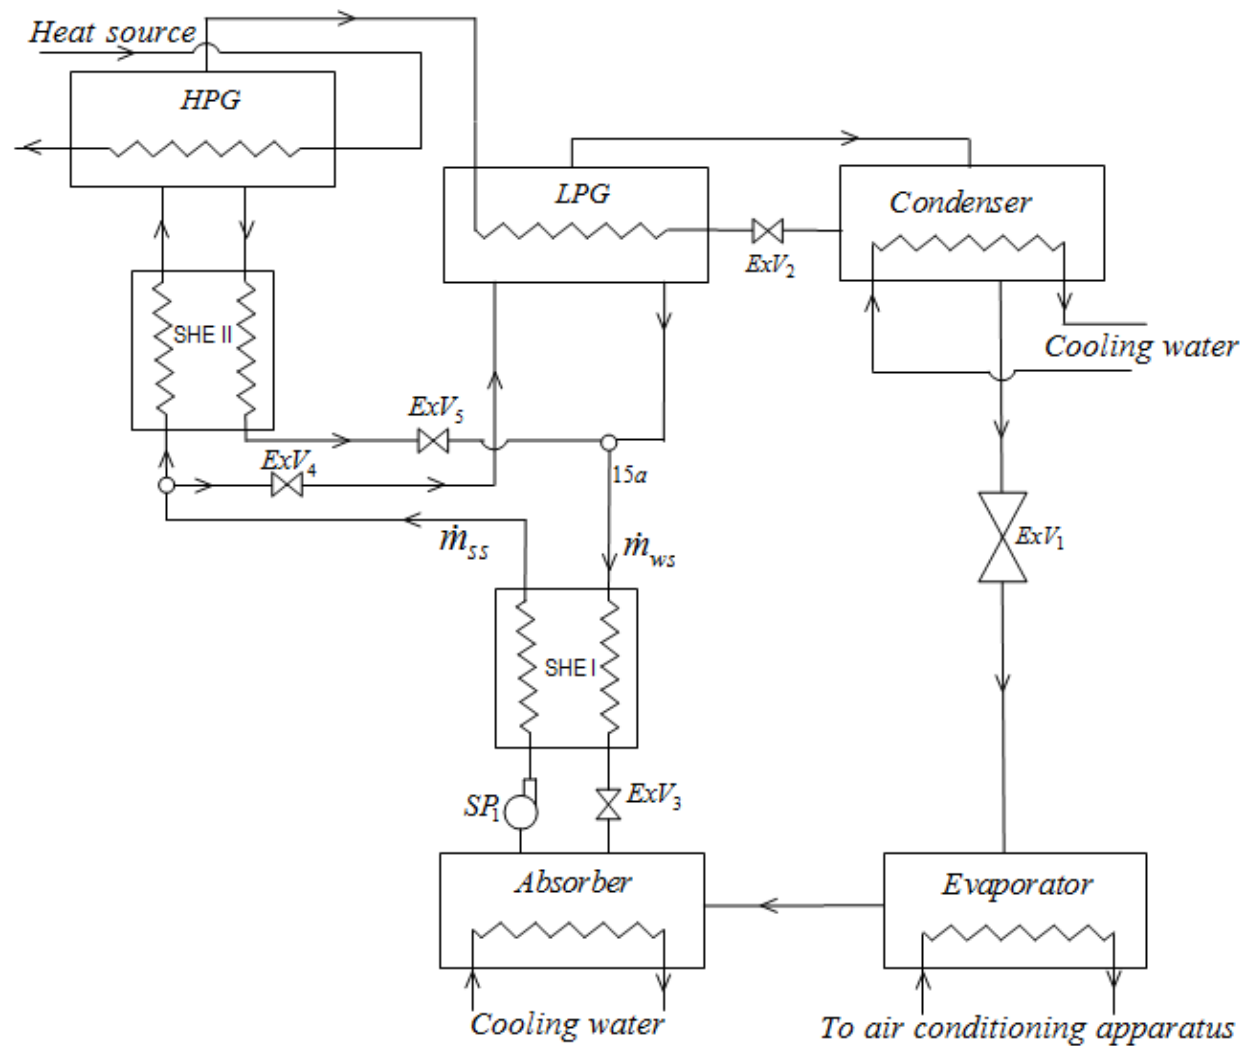 Heat source
HPG
LPG
Condenser
ExV2
SHE II
Cooling water
ExV5
ExV4
15a
ṁss
ṁws
ExV1
SHE I
SP1
ExV3
Absorber
Evaporator
Cooling water
To air conditioning apparatus